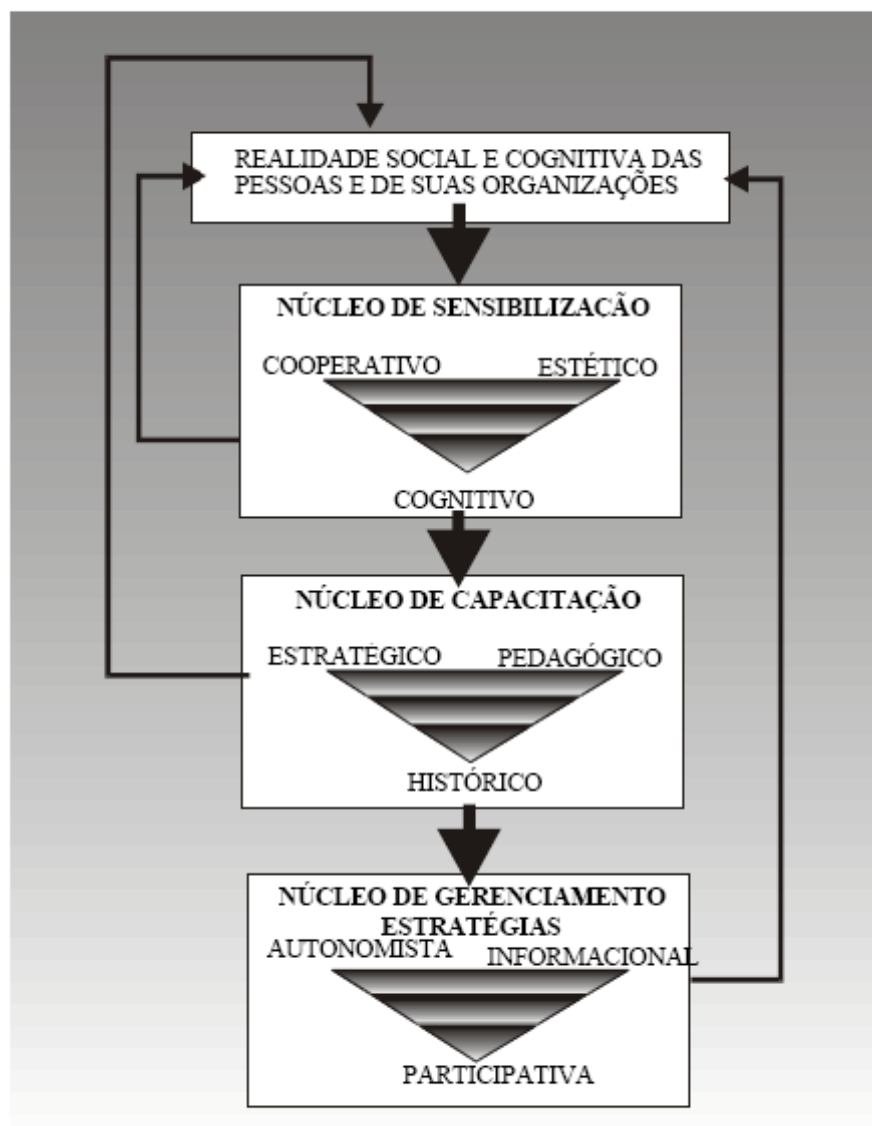 REALIDADE SOCIAL E COGNITIVA DAS
PESSOAS E DE SUAS ORGANIZAÇÕES
NÚCLEO DE SENSIBILIZAÇÃO
COOPERATIVO
ESTÉTICO
COGNITIVO
NÚCLEO DE CAPACITAÇÃO
ESTRATÉGICO
PEDAGÓGICO
HISTÓRICO
NÚCLEO DE GERENCIAMENTO
ESTRATÉGIAS
AUTONOMISTA
INFORMACIONAL
PARTICIPATIVA